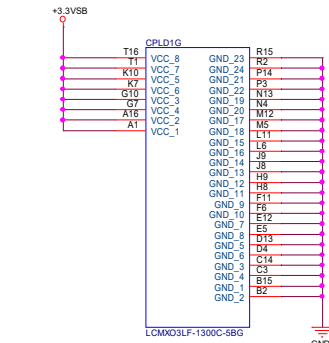 +3.3VSB
CPLD1G
T16 VCC_8 GND_23 R15
T1 VCC_7 GND_24 R2
K10 VCC_5 GND_21 P14
K7 VCC_6 GND_22 P3
G10 VCC_3 GND_19 N13
G7 VCC_4 GND_20 N4
A16 VCC_2 GND_17 M12
A1 VCC_1 GND_18 M5
GND_15 L11
GND_16 L6
GND_14 J9
GND_13 J8
GND_12 H9
GND_11 H8
GND_9 F11
GND_10 F6
GND_7 E12
GND_8 E5
GND_5 D13
GND_6 D4
GND_3 C14
GND_4 C3
GND_1 B15
GND_2 B2
LCMXO3LF-1300C-5BG
GND